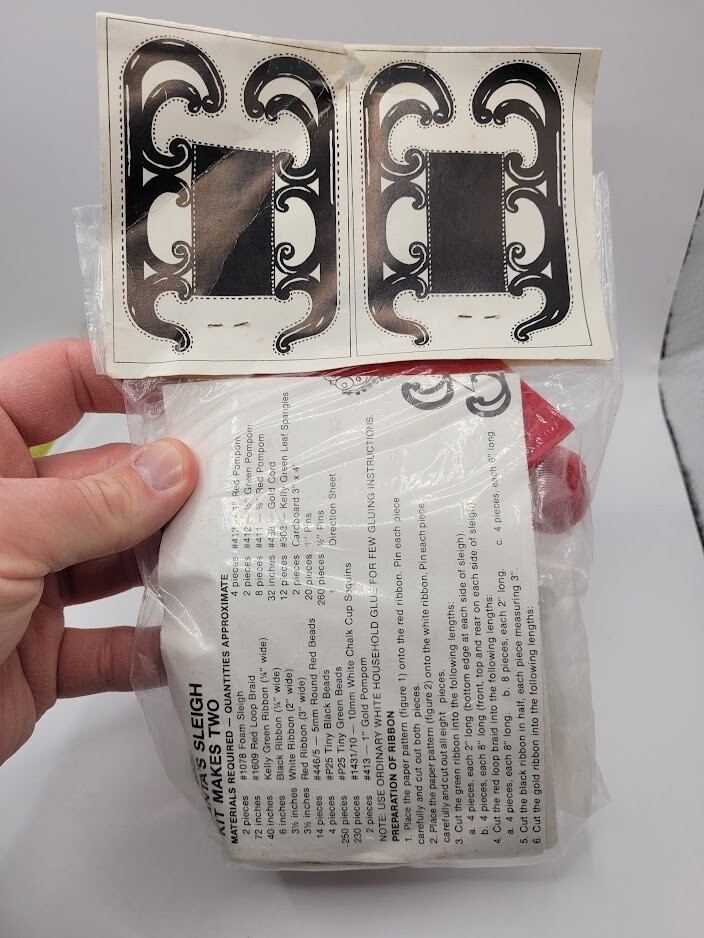 NTA'S SLEIGH
KIT MAKES TWO
MATERIALS REQUIRED — QUANTITIES APPROXIMATE
2 pieces #1078 Foam Sleigh
72 inches #1609 Red Loop Braid
40 inches Kelly Green Ribbon (¼" wide)
6 inches Black Ribbon (¼" wide)
3½ inches White Ribbon (2" wide)
3½ inches Red Ribbon (3" wide)
14 pieces #446/5 — 5mm Round Red Beads
4 pieces #P25 Tiny Black Beads
250 pieces #P25 Tiny Green Beads
230 pieces #1431/10 — 10mm White Chalk Cup Sequins
2 pieces #413 — 1" Gold Pompom
4 pieces #412 1" Red Pompom
2 pieces #412 Green Pompom
8 pieces #411 Red Pompom
32 inches Gold Cord
12 pieces Kelly Green Leaf Spangles
2 pieces Cardboard 3" x 4"
20 pieces 1" Pins
260 pieces ½" Pins
1 Direction Sheet
NOTE: USE ORDINARY WHITE HOUSEHOLD GLUE FOR FEW GLUING INSTRUCTIONS.
PREPARATION OF RIBBON
1. Place the paper pattern (figure 1) onto the red ribbon. Pin each piece
carefully and cut out both pieces.
2. Place the paper pattern (figure 2) onto the white ribbon. Pin each piece
carefully and cut out all eight pieces.
3. Cut the green ribbon into the following lengths:
a. 4 pieces, each 2" long (bottom edge at each side of sleigh).
b. 4 pieces, each 8" long (front, top and rear on each side of sleigh)
4. Cut the red loop braid into the following lengths:
a. 4 pieces, each 8" long. b. 8 pieces, each 2" long. c. 4 pieces, each 6" long
5. Cut the black ribbon in half, each piece measuring 3".
6. Cut the gold ribbon into the following lengths: